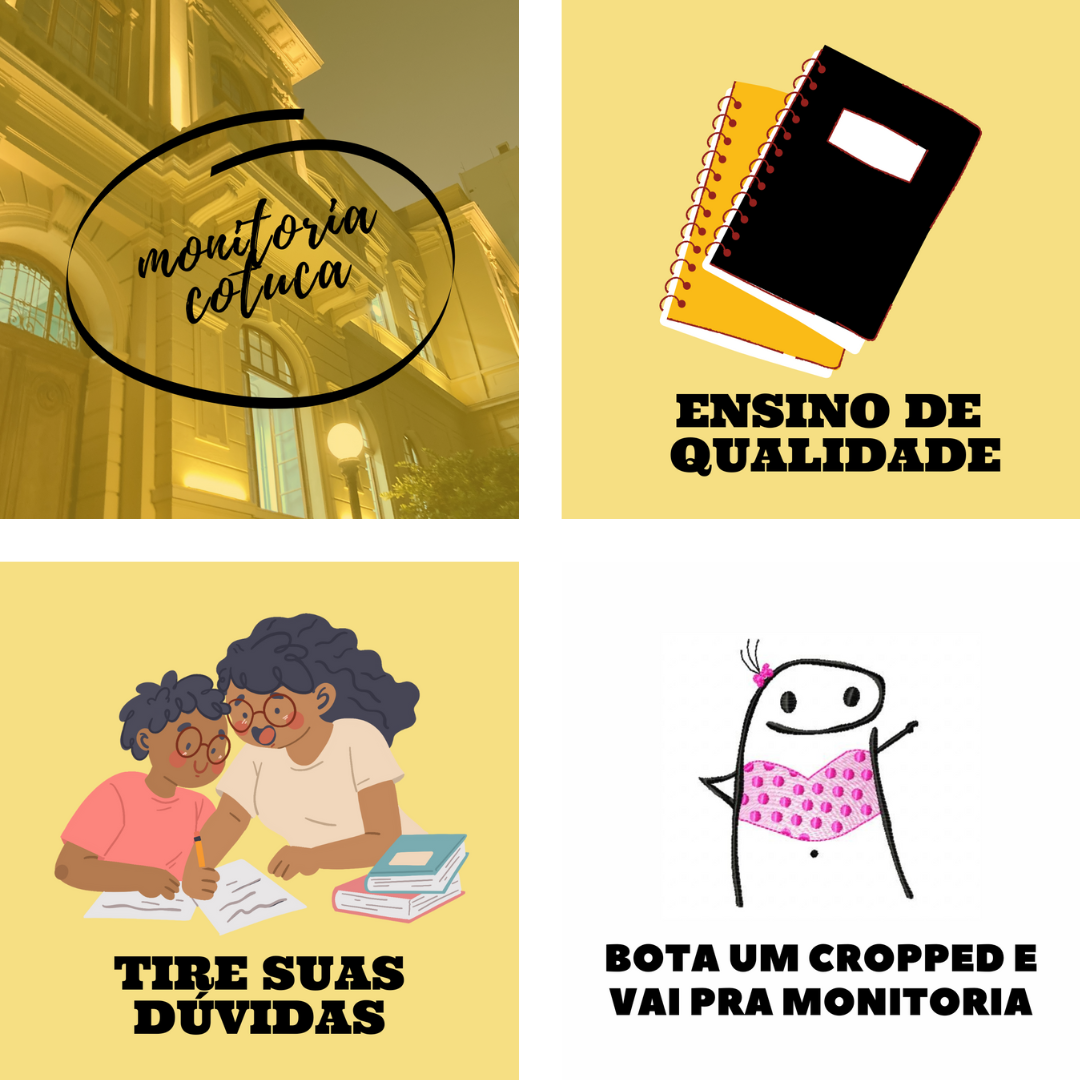 monitoria
cotuca
ENSINO DE
QUALIDADE
TIRE SUAS
DÚVIDAS
BOTA UM CROPPED E
VAI PRA MONITORIA